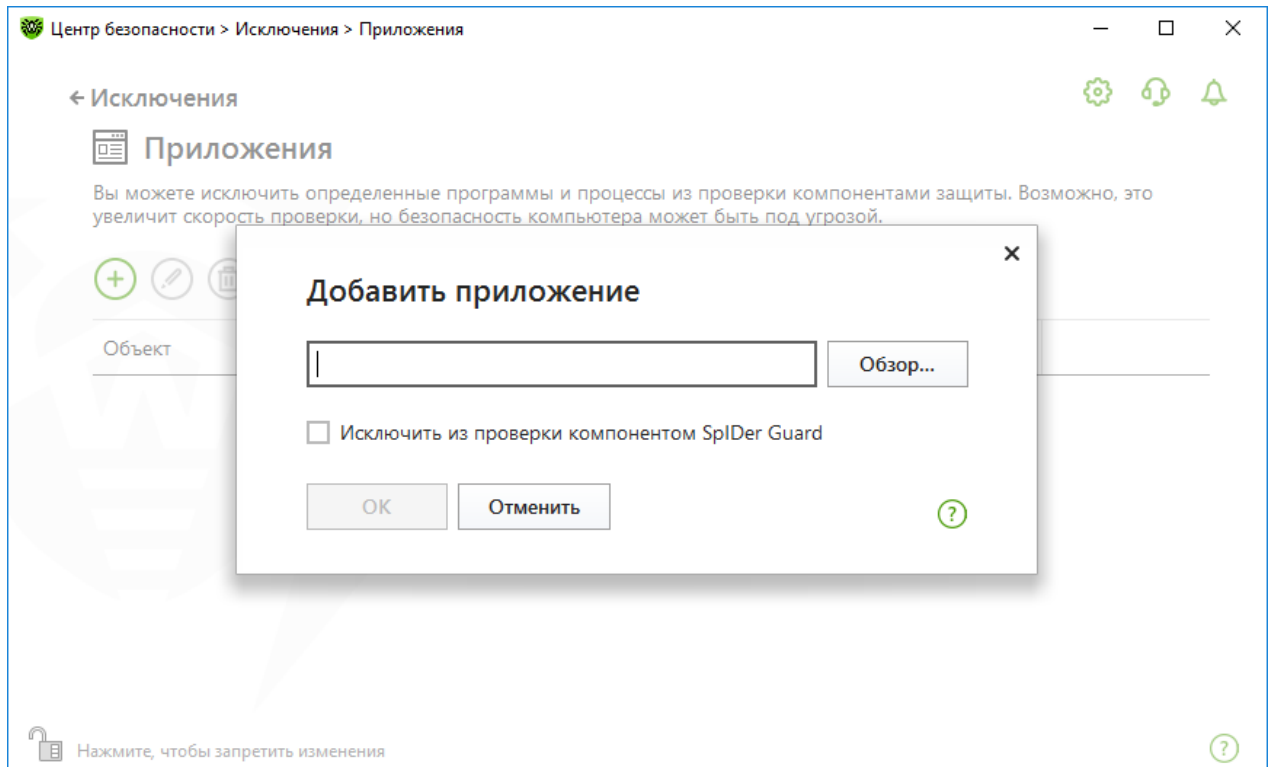 Центр безопасности > Исключения > Приложения
Исключения
Приложения
Вы можете исключить определенные программы и процессы из проверки компонентами защиты. Возможно, это
увеличит скорость проверки, но безопасность компьютера может быть под угрозой.
Объект
Добавить приложение
Обзор...
Исключить из проверки компонентом SpIDer Guard
OK
Отменить
?
Нажмите, чтобы запретить изменения
?